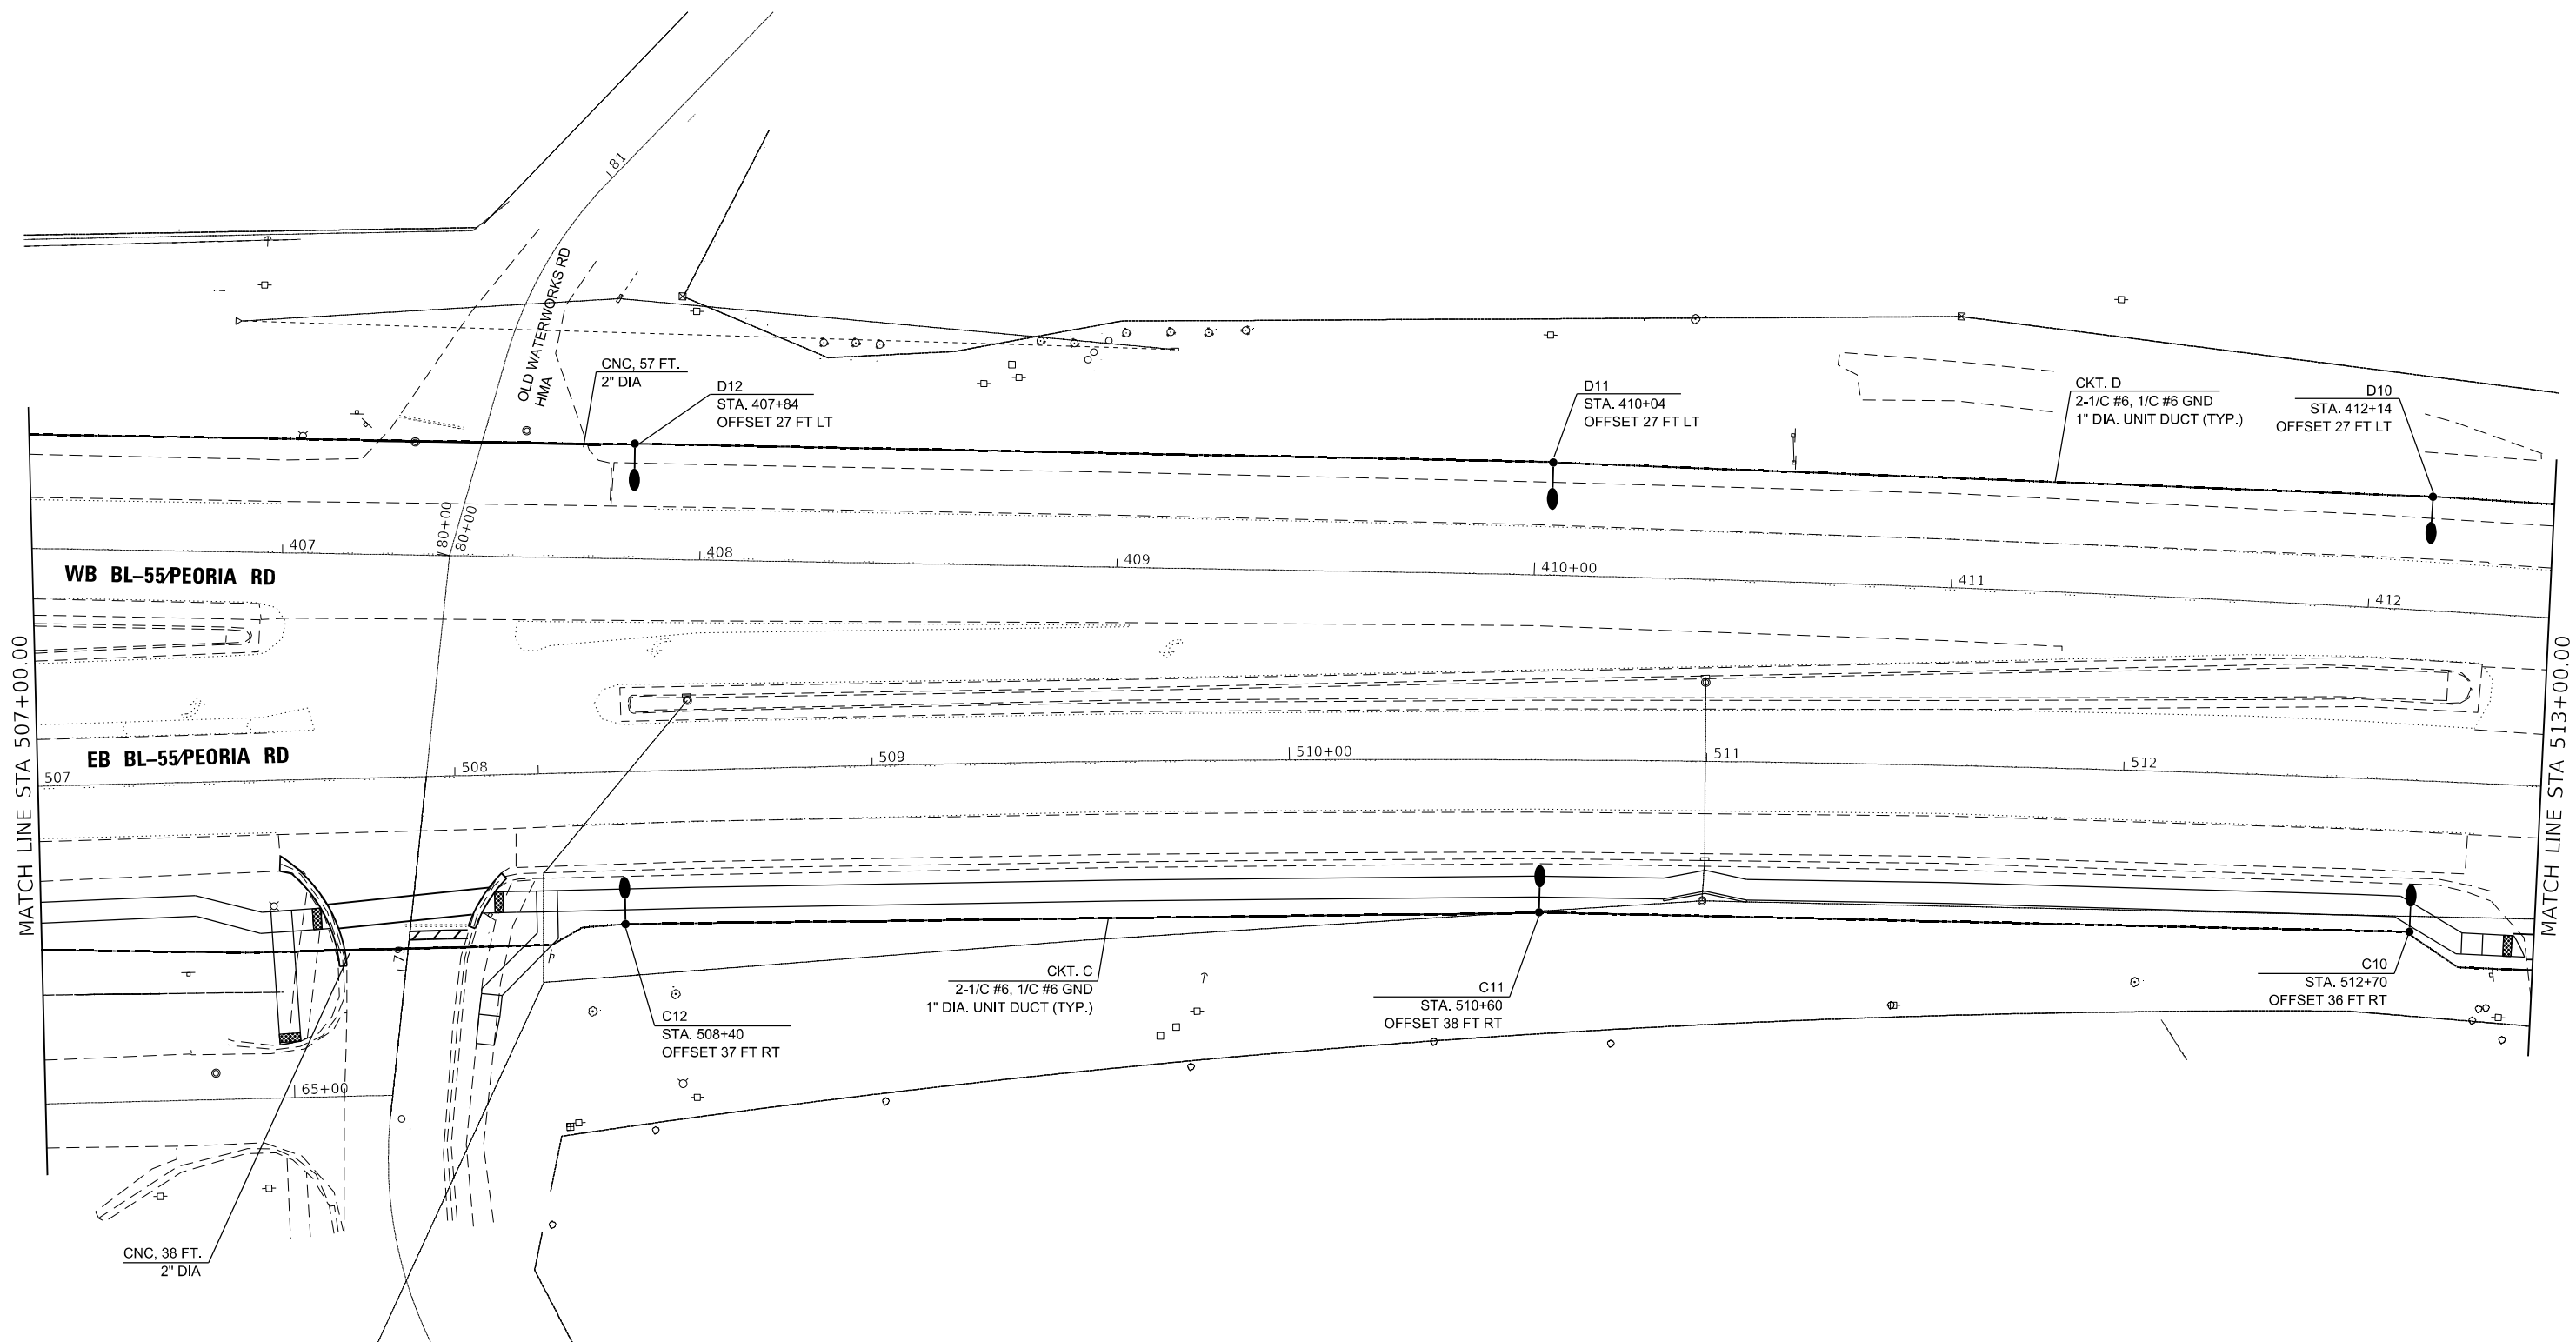 81
OLD WATERWORKS RD
HMA
CNC, 57 FT.
2" DIA
D12
STA. 407+84
OFFSET 27 FT LT
D11
STA. 410+04
OFFSET 27 FT LT
CKT. D
2-1/C #6, 1/C #6 GND
1" DIA. UNIT DUCT (TYP.)
D10
STA. 412+14
OFFSET 27 FT LT
80+00
80+00
407
408
409
410+00
411
412
WB BL-55/PEORIA RD
MATCH LINE STA 507+00.00
MATCH LINE STA 513+00.00
EB BL-55/PEORIA RD
507
508
509
510+00
511
512
79
CKT. C
2-1/C #6, 1/C #6 GND
1" DIA. UNIT DUCT (TYP.)
C12
STA. 508+40
OFFSET 37 FT RT
C11
STA. 510+60
OFFSET 38 FT RT
C10
STA. 512+70
OFFSET 36 FT RT
65+00
CNC, 38 FT.
2" DIA